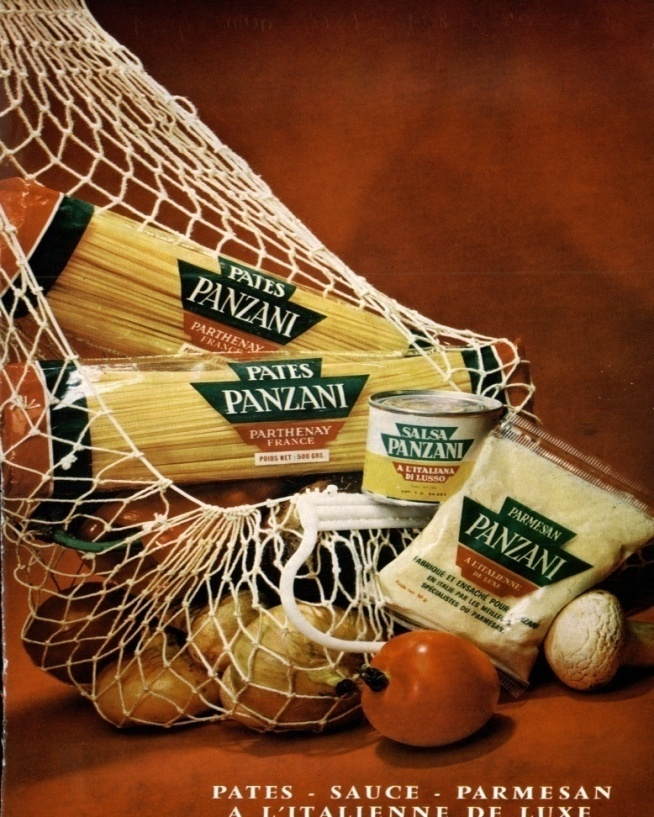 PATES
PANZANI
PARTHENAY
FRANCE
PATES
PANZANI
PARTHENAY
FRANCE
POIDS NET : 500 GRS.
SALSA
PANZANI
A L'ITALIANA
DI LUSSO
PARMESAN
PANZANI
A L'ITALIENNE
DE LUXE
FABRIQUÉ ET ENSACHÉ POUR PANZANI
EN ITALIE PAR LES MEILLEURS
SPÉCIALISTES DU PARMESAN
PATES - SAUCE - PARMESAN
A L'ITALIENNE DE LUXE